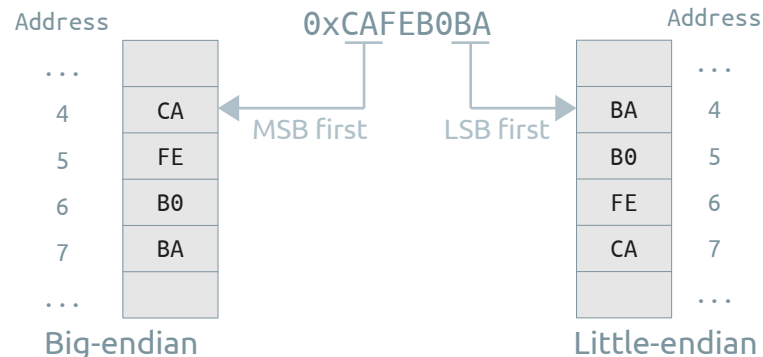 Address 0xCAFEB0BA Address
... ...
4 CA BA 4
MSB first LSB first
5 FE B0 5
6 B0 FE 6
7 BA CA 7
... ...
Big-endian Little-endian